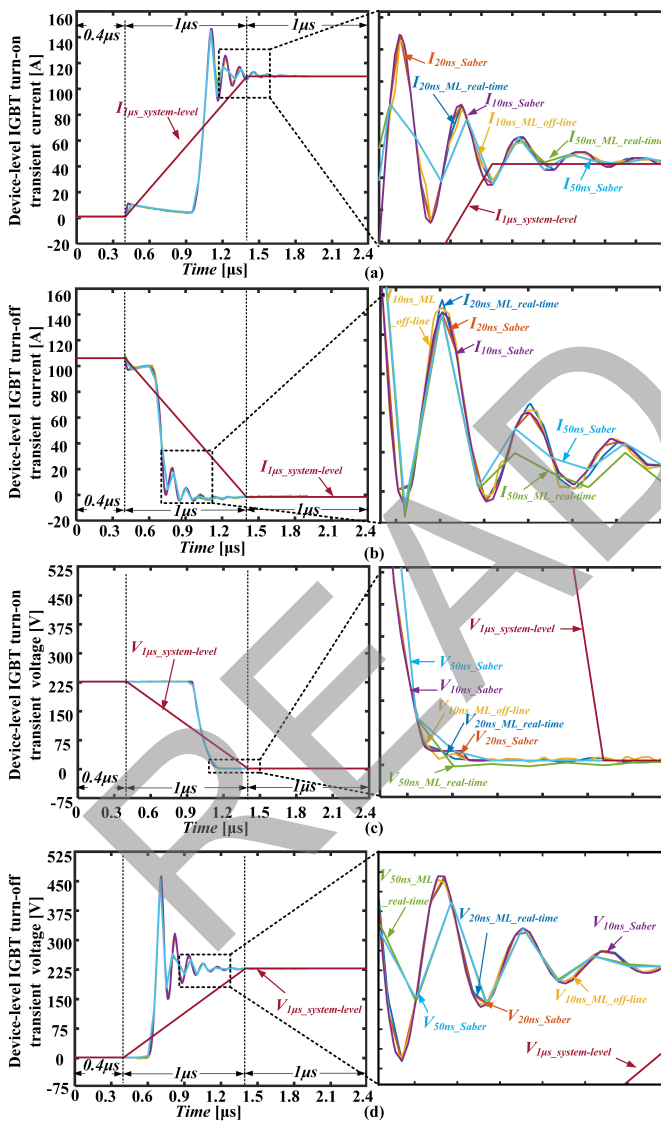 Device-level IGBT turn-on
transient current [A]
160
140
120
100
80
60
40
20
0
-20
0.4µs
1µs
1µs
I1µs_system-level
0 0.3 0.6 0.9 1.2 1.5 1.8 2.1 2.4
Time [µs]
I20ns_Saber
I20ns_ML_real-time
I10ns_Saber
I10ns_ML_off-line
I50ns_ML_real-time
I50ns_Saber
I1µs_system-level
(a)
Device-level IGBT turn-off
transient current [A]
160
140
120
100
80
60
40
20
0
-20
0.4µs
1µs
1µs
I1µs_system-level
0 0.3 0.6 0.9 1.2 1.5 1.8 2.1 2.4
Time [µs]
I10ns_ML
_off-line
I20ns_ML_real-time
I20ns_Saber
I10ns_Saber
I50ns_Saber
I50ns_ML_real-time
(b)
Device-level IGBT turn-on
transient voltage [V]
525
450
375
300
225
150
75
0
-75
V1µs_system-level
0.4µs
1µs
1µs
0 0.3 0.6 0.9 1.2 1.5 1.8 2.1 2.4
Time [µs]
V1µs_system-level
V50ns_Saber
V10ns_Saber
V10ns_ML_off-line
V20ns_ML_real-time
V20ns_Saber
V50ns_ML_real-time
(c)
Device-level IGBT turn-off
transient voltage [V]
525
450
375
300
225
150
75
0
-75
V1µs_system-level
0.4µs
1µs
1µs
0 0.3 0.6 0.9 1.2 1.5 1.8 2.1 2.4
Time [µs]
V50ns_ML
_real-time
V20ns_ML_real-time
V10ns_Saber
V10ns_ML_off-line
V20ns_Saber
V50ns_Saber
V1µs_system-level
(d)
READ